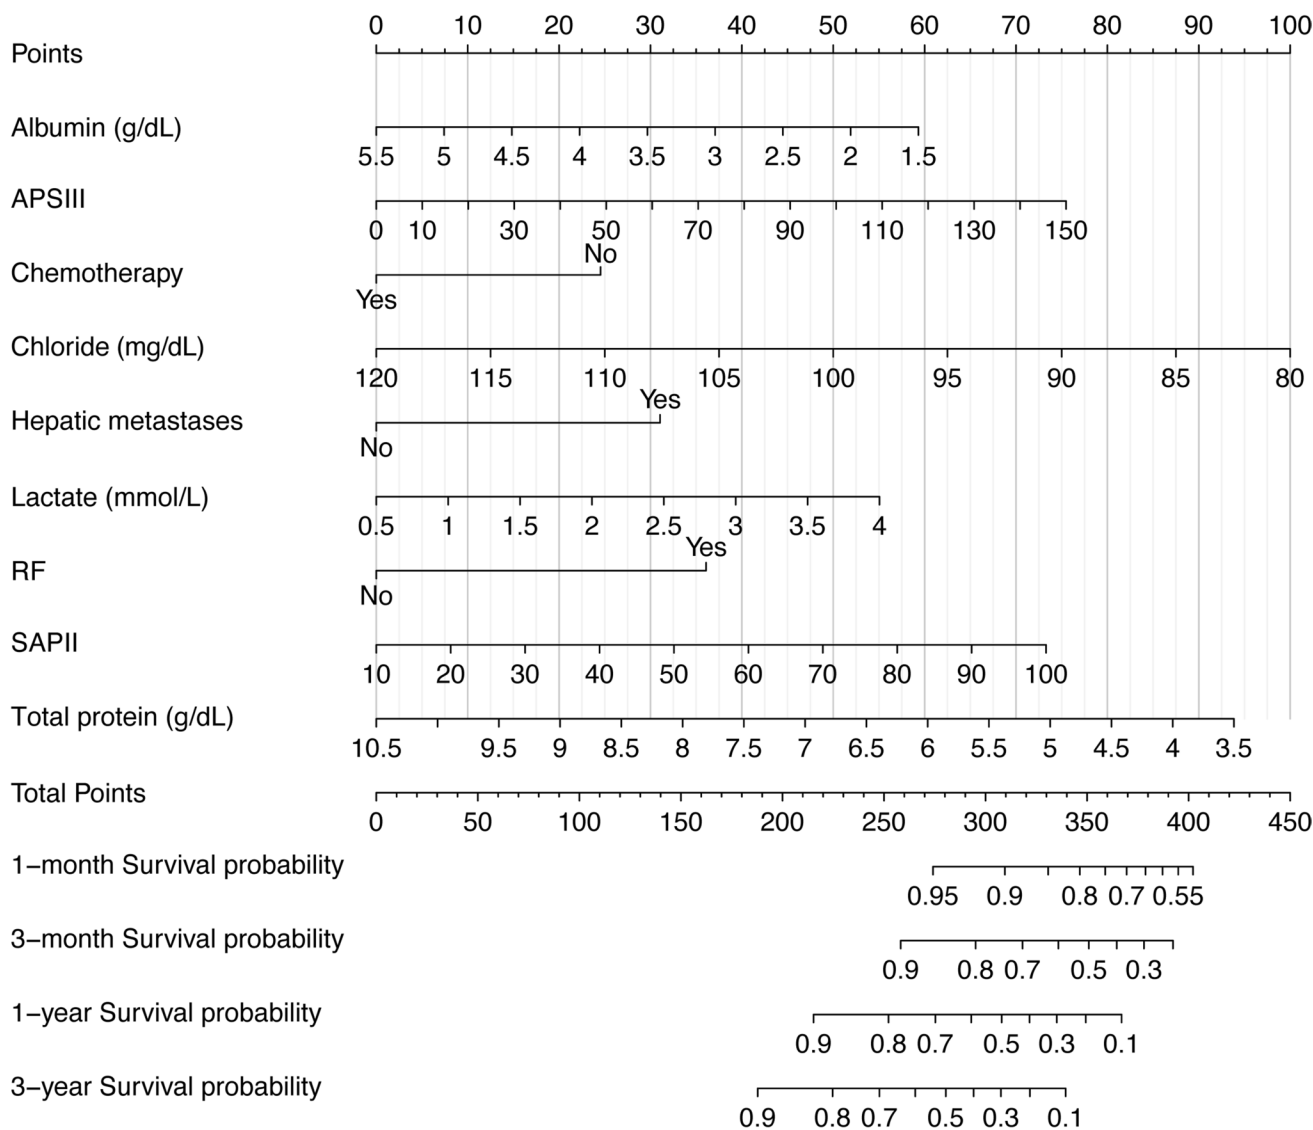 0 10 20 30 40 50 60 70 80 90 100
Points
Albumin (g/dL)
5.5 5 4.5 4 3.5 3 2.5 2 1.5
APSIII
0 10 30 50 70 90 110 130 150
No
Chemotherapy
Yes
Chloride (mg/dL)
120 115 110 105 100 95 90 85 80
Yes
Hepatic metastases
No
Lactate (mmol/L)
0.5 1 1.5 2 2.5 3 3.5 4
Yes
RF
No
SAPII
10 20 30 40 50 60 70 80 90 100
Total protein (g/dL)
10.5 9.5 9 8.5 8 7.5 7 6.5 6 5.5 5 4.5 4 3.5
Total Points
0 50 100 150 200 250 300 350 400 450
1–month Survival probability
0.95 0.9 0.8 0.7 0.55
3–month Survival probability
0.9 0.8 0.7 0.5 0.3
1–year Survival probability
0.9 0.8 0.7 0.5 0.3 0.1
3–year Survival probability
0.9 0.8 0.7 0.5 0.3 0.1